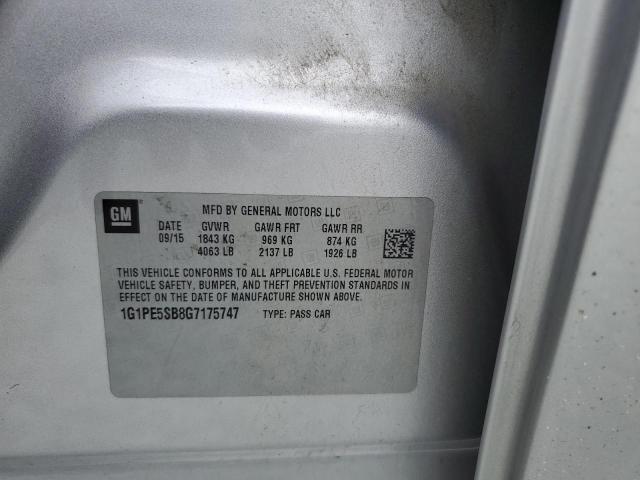 GM
MFD BY GENERAL MOTORS LLC
DATE GVWR GAWR FRT GAWR RR
09/15 1843 KG 969 KG 874 KG
4063 LB 2137 LB 1926 LB
THIS VEHICLE CONFORMS TO ALL APPLICABLE U.S. FEDERAL MOTOR
VEHICLE SAFETY, BUMPER, AND THEFT PREVENTION STANDARDS IN
EFFECT ON THE DATE OF MANUFACTURE SHOWN ABOVE.
1G1PE5SB8G7175747 TYPE: PASS CAR